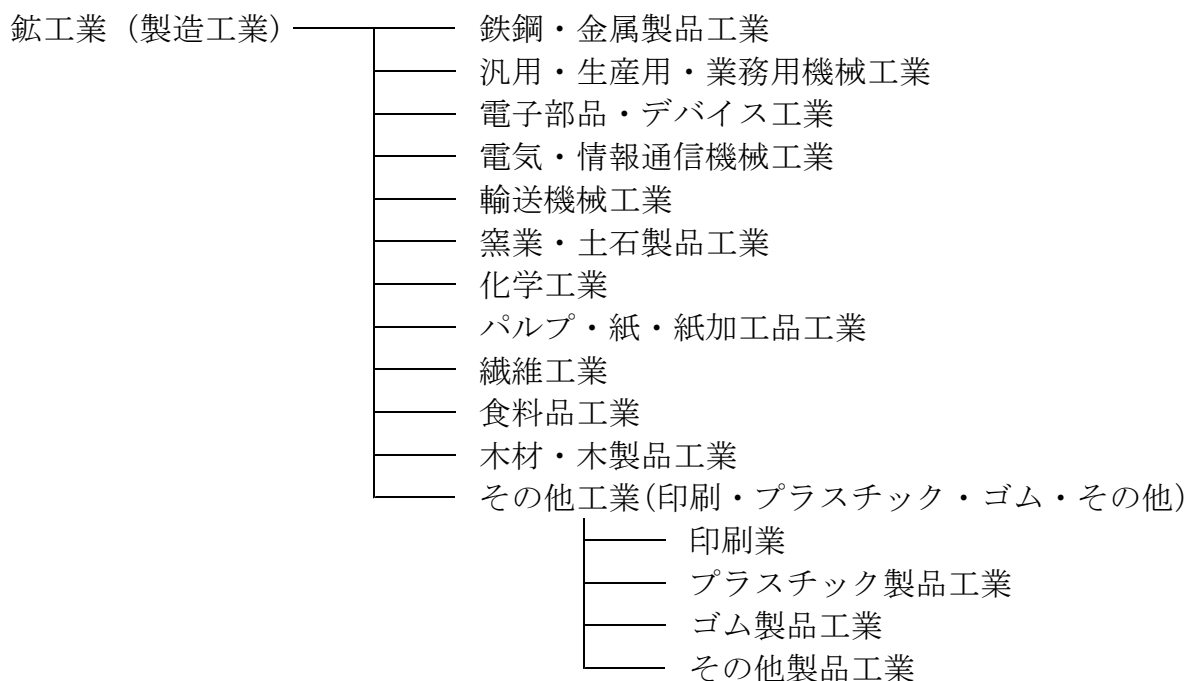 鉱工業（製造工業） 鉄鋼・金属製品工業
汎用・生産用・業務用機械工業
電子部品・デバイス工業
電気・情報通信機械工業
輸送機械工業
窯業・土石製品工業
化学工業
パルプ・紙・紙加工品工業
繊維工業
食料品工業
木材・木製品工業
その他工業(印刷・プラスチック・ゴム・その他)
印刷業
プラスチック製品工業
ゴム製品工業
その他製品工業